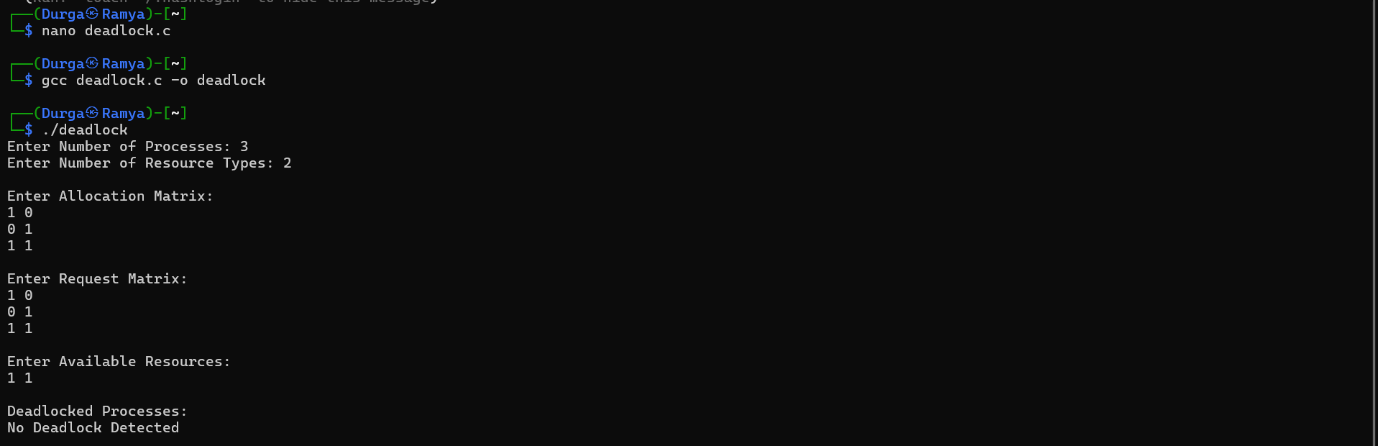 ┌──(Durga㉿Ramya)-[~]
└─$ nano deadlock.c
┌──(Durga㉿Ramya)-[~]
└─$ gcc deadlock.c -o deadlock
┌──(Durga㉿Ramya)-[~]
└─$ ./deadlock
Enter Number of Processes: 3
Enter Number of Resource Types: 2
Enter Allocation Matrix:
1 0
0 1
1 1
Enter Request Matrix:
1 0
0 1
1 1
Enter Available Resources:
1 1
Deadlocked Processes:
No Deadlock Detected